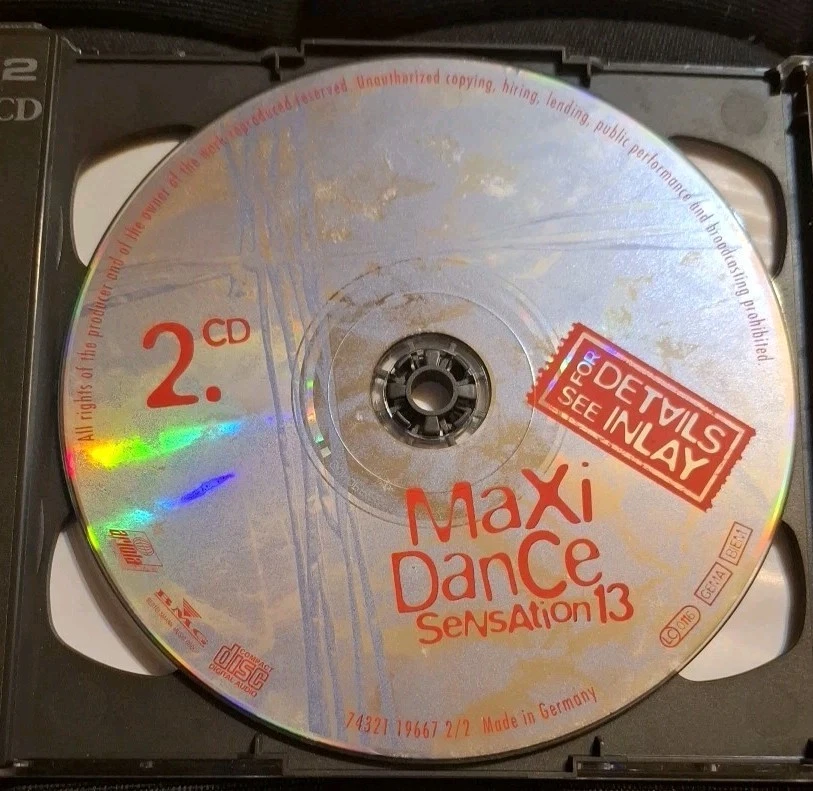 2
CD
All rights of the producer and of the owner of the work reproduced reserved. Unauthorized copying, hiring, lending, public performance and broadcasting prohibited.
2. CD
FOR DETAILS
SEE INLAY
MaXi
DanCe
SeNsAtion 13
GEMA BIEM
LC 0116
BMG
COMPACT
disc
DIGITAL AUDIO
74321 19667 2/2 Made in Germany